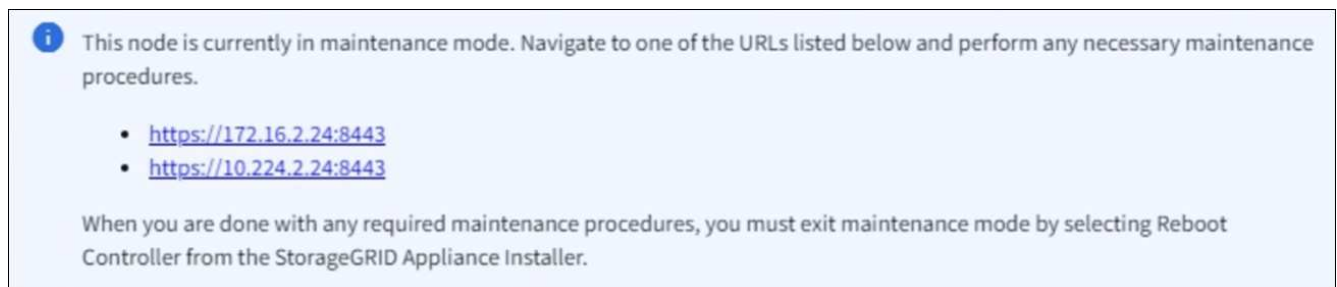 This node is currently in maintenance mode. Navigate to one of the URLs listed below and perform any necessary maintenance
procedures.
• https://172.16.2.24:8443
• https://10.224.2.24:8443
When you are done with any required maintenance procedures, you must exit maintenance mode by selecting Reboot
Controller from the StorageGRID Appliance Installer.